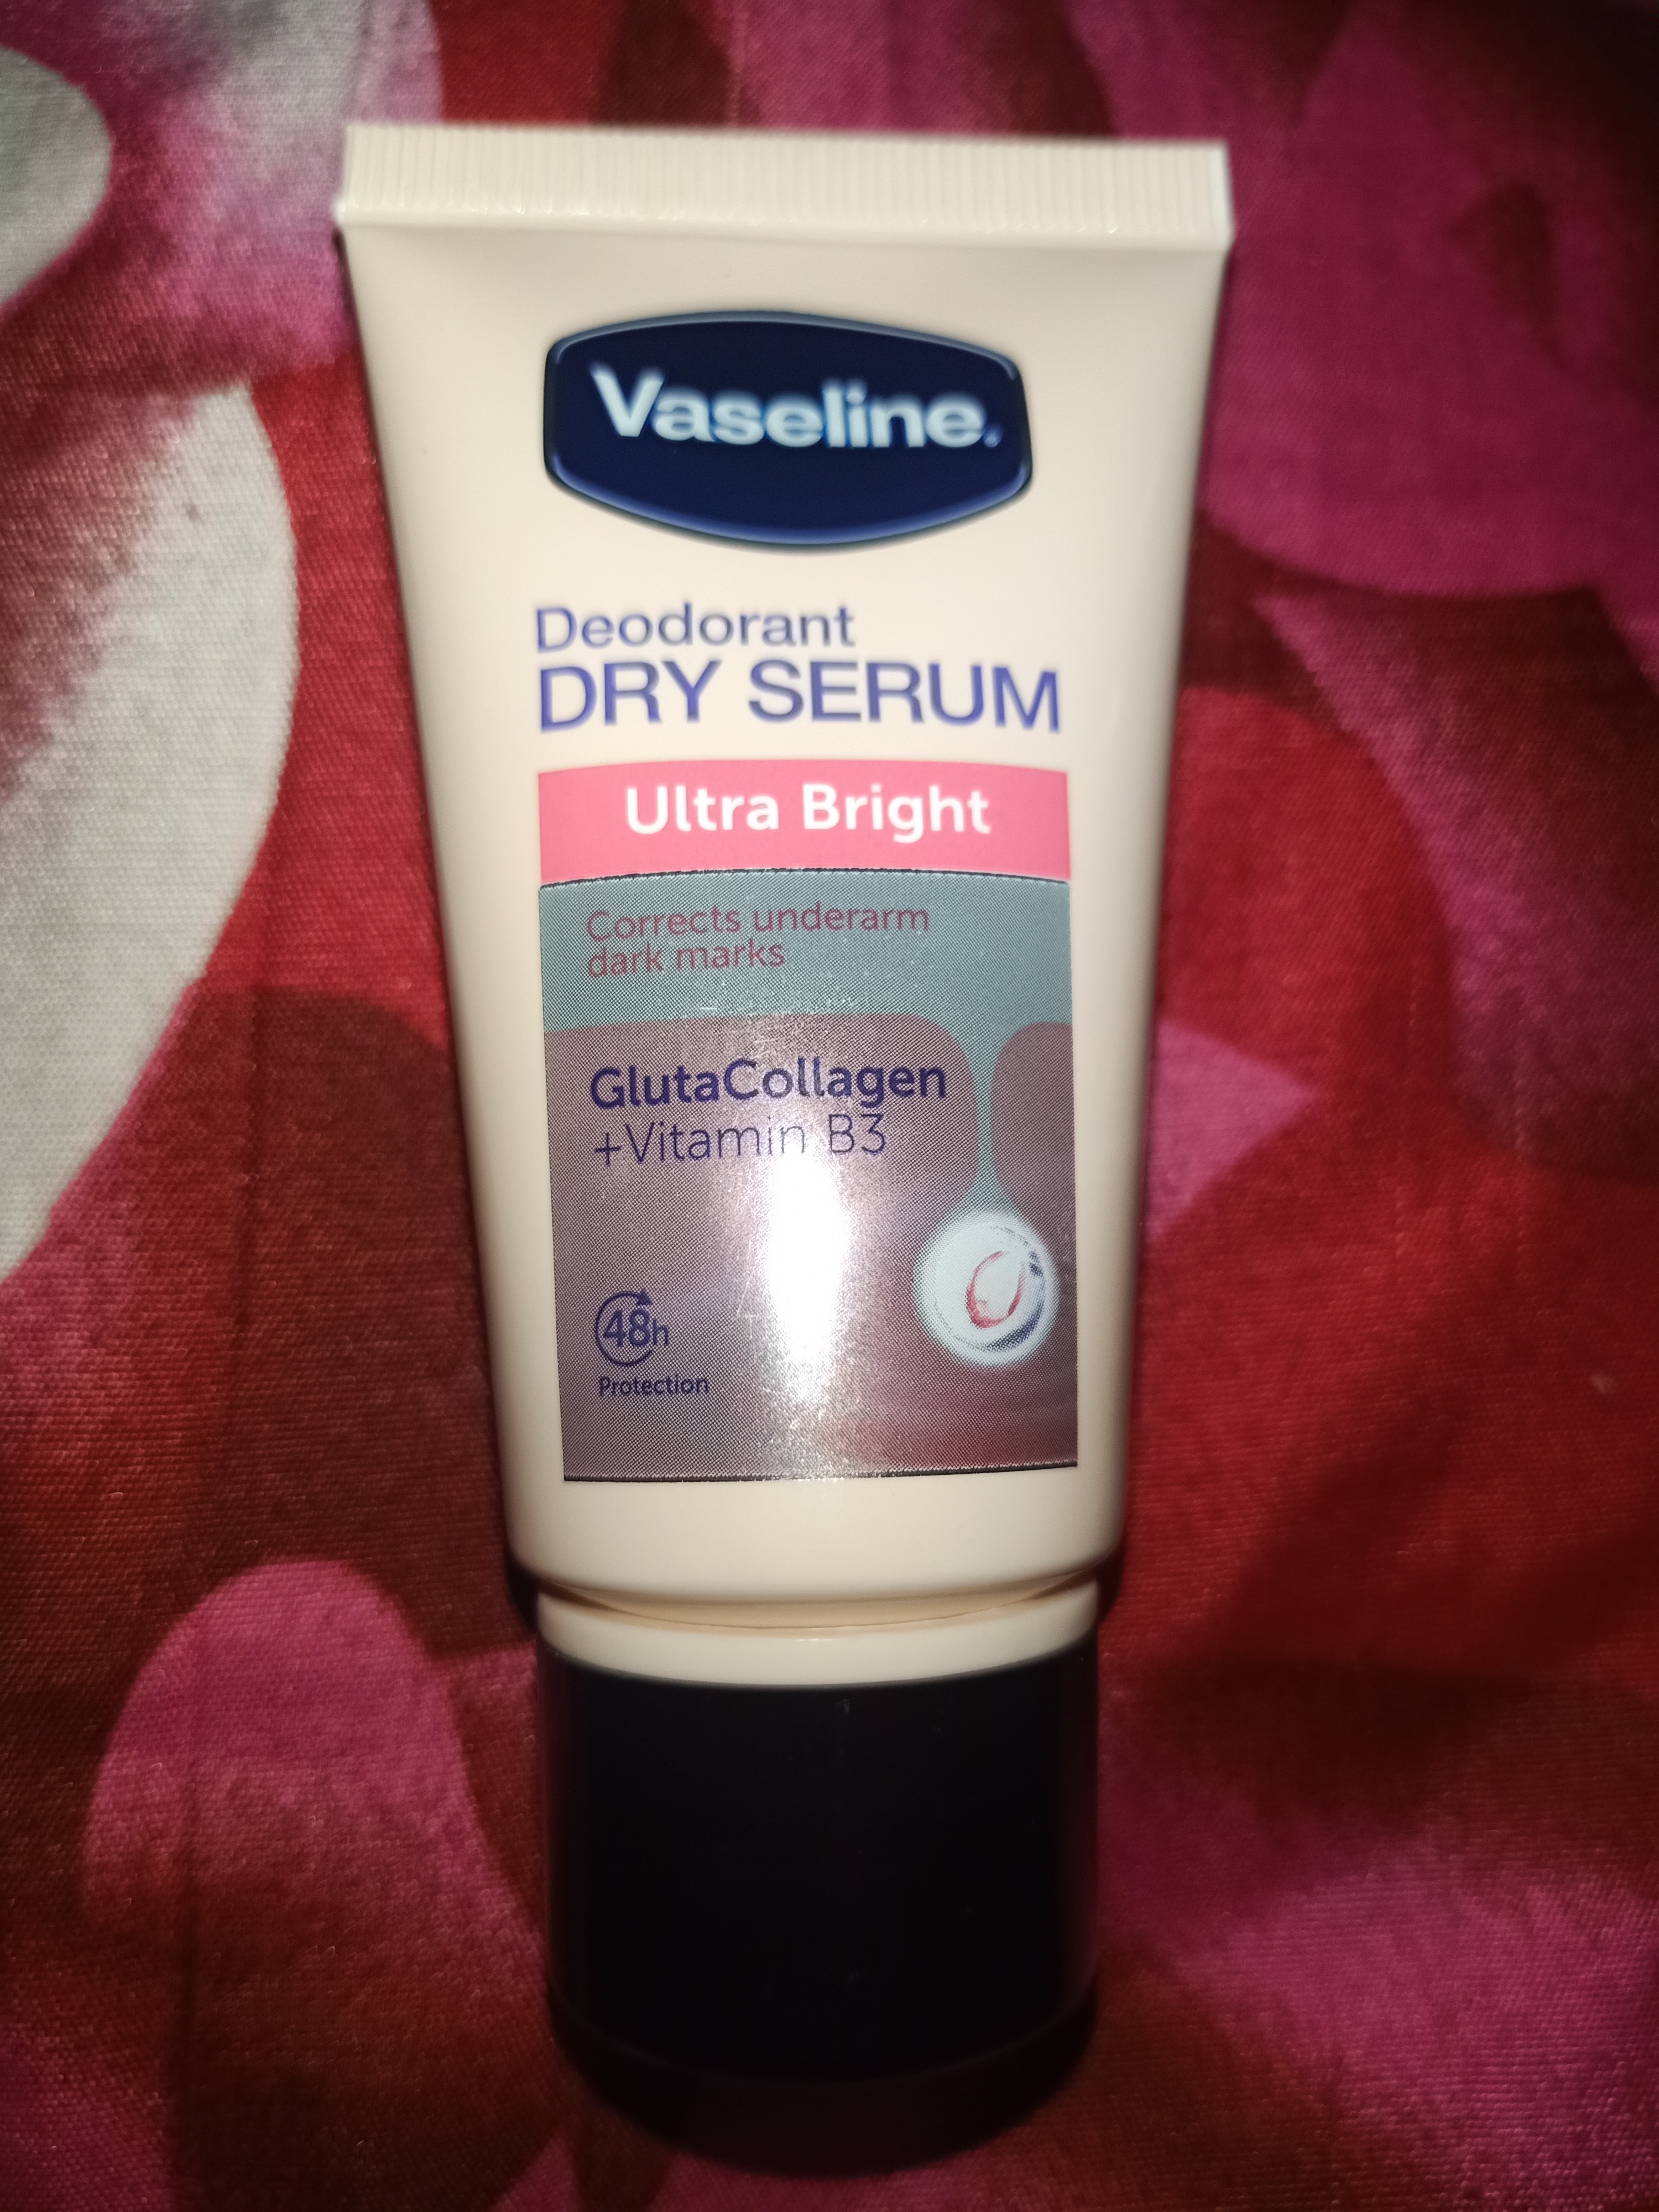 Vaseline.
Deodorant
DRY SERUM
Ultra Bright
Corrects underarm
dark marks
GlutaCollagen
+Vitamin B3
48h
Protection